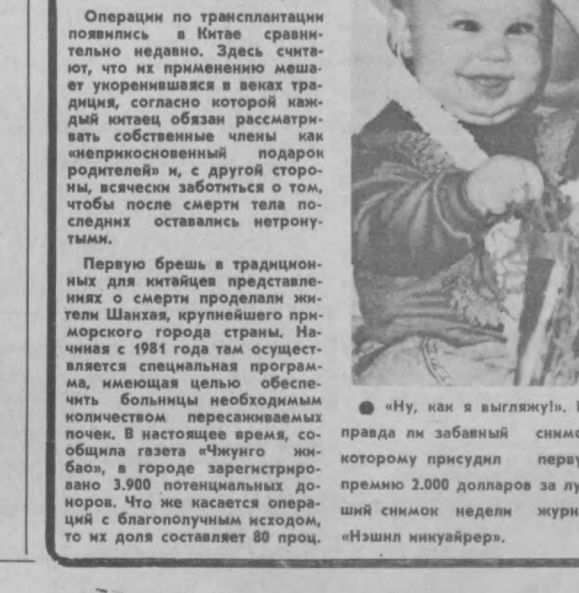 Операции по трансплантации
появились в Китае сравни-
тельно недавно. Здесь счита-
ют, что их применению меша-
ет укоренившаяся в веках тра-
диция, согласно которой каж-
дый китаец обязан рассматри-
вать собственные члены как
«неприкосновенный подарок
родителей» и, с другой сторо-
ны, всячески заботиться о том,
чтобы после смерти тела по-
следних оставались нетрону-
тыми.
Первую брешь в традицион-
ных для китайцев представле-
ниях о смерти проделали жи-
тели Шанхая, крупнейшего при-
морского города страны. На-
чиная с 1981 года там осущест-
вляется специальная програм-
ма, имеющая целью обеспе-
чить больницы необходимым
количеством пересаживаемых
почек. В настоящее время, со-
общила газета «Чжунго жи-
бао», в городе зарегистриро-
вано 3.900 потенциальных до-
норов. Что же касается опера-
ций с благополучным исходом,
то их доля составляет 80 проц.
● «Ну, как я выгляжу!».
правда ли забавный снимо
которому присудил перву
премию 2.000 долларов за лу
ший снимок недели журн
«Нэшнл инкуайрер».